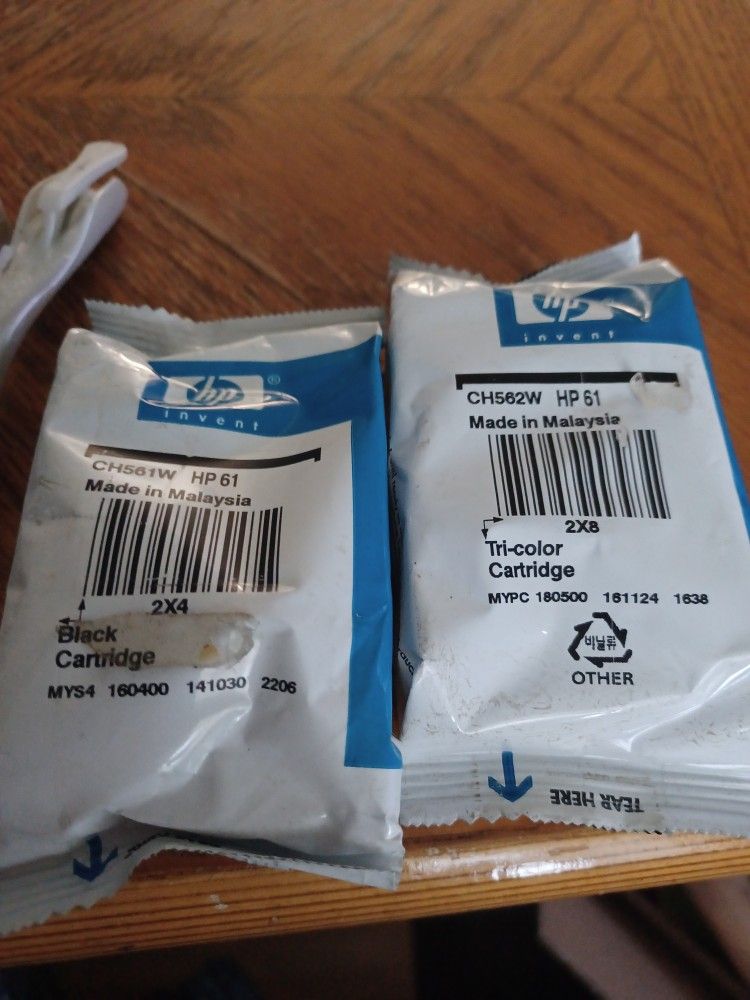 hp®
invent
CH561W HP 61
Made in Malaysia
2X4
Black
Cartridge
MYS4 160400 141030 2206
hp
invent
CH562W HP 61
Made in Malaysia
2X8
Tri-color
Cartridge
MYPC 180500 161124 1638
비닐류
OTHER
TEAR HERE